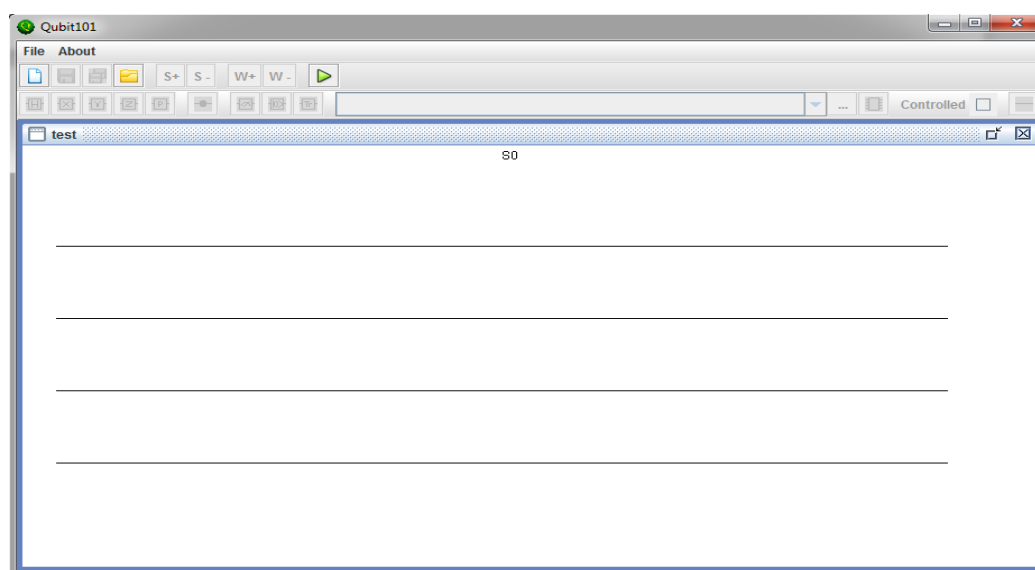 Qubit101
File About
S+ S - W+ W -
H X Y Z P ... Controlled
test
S0